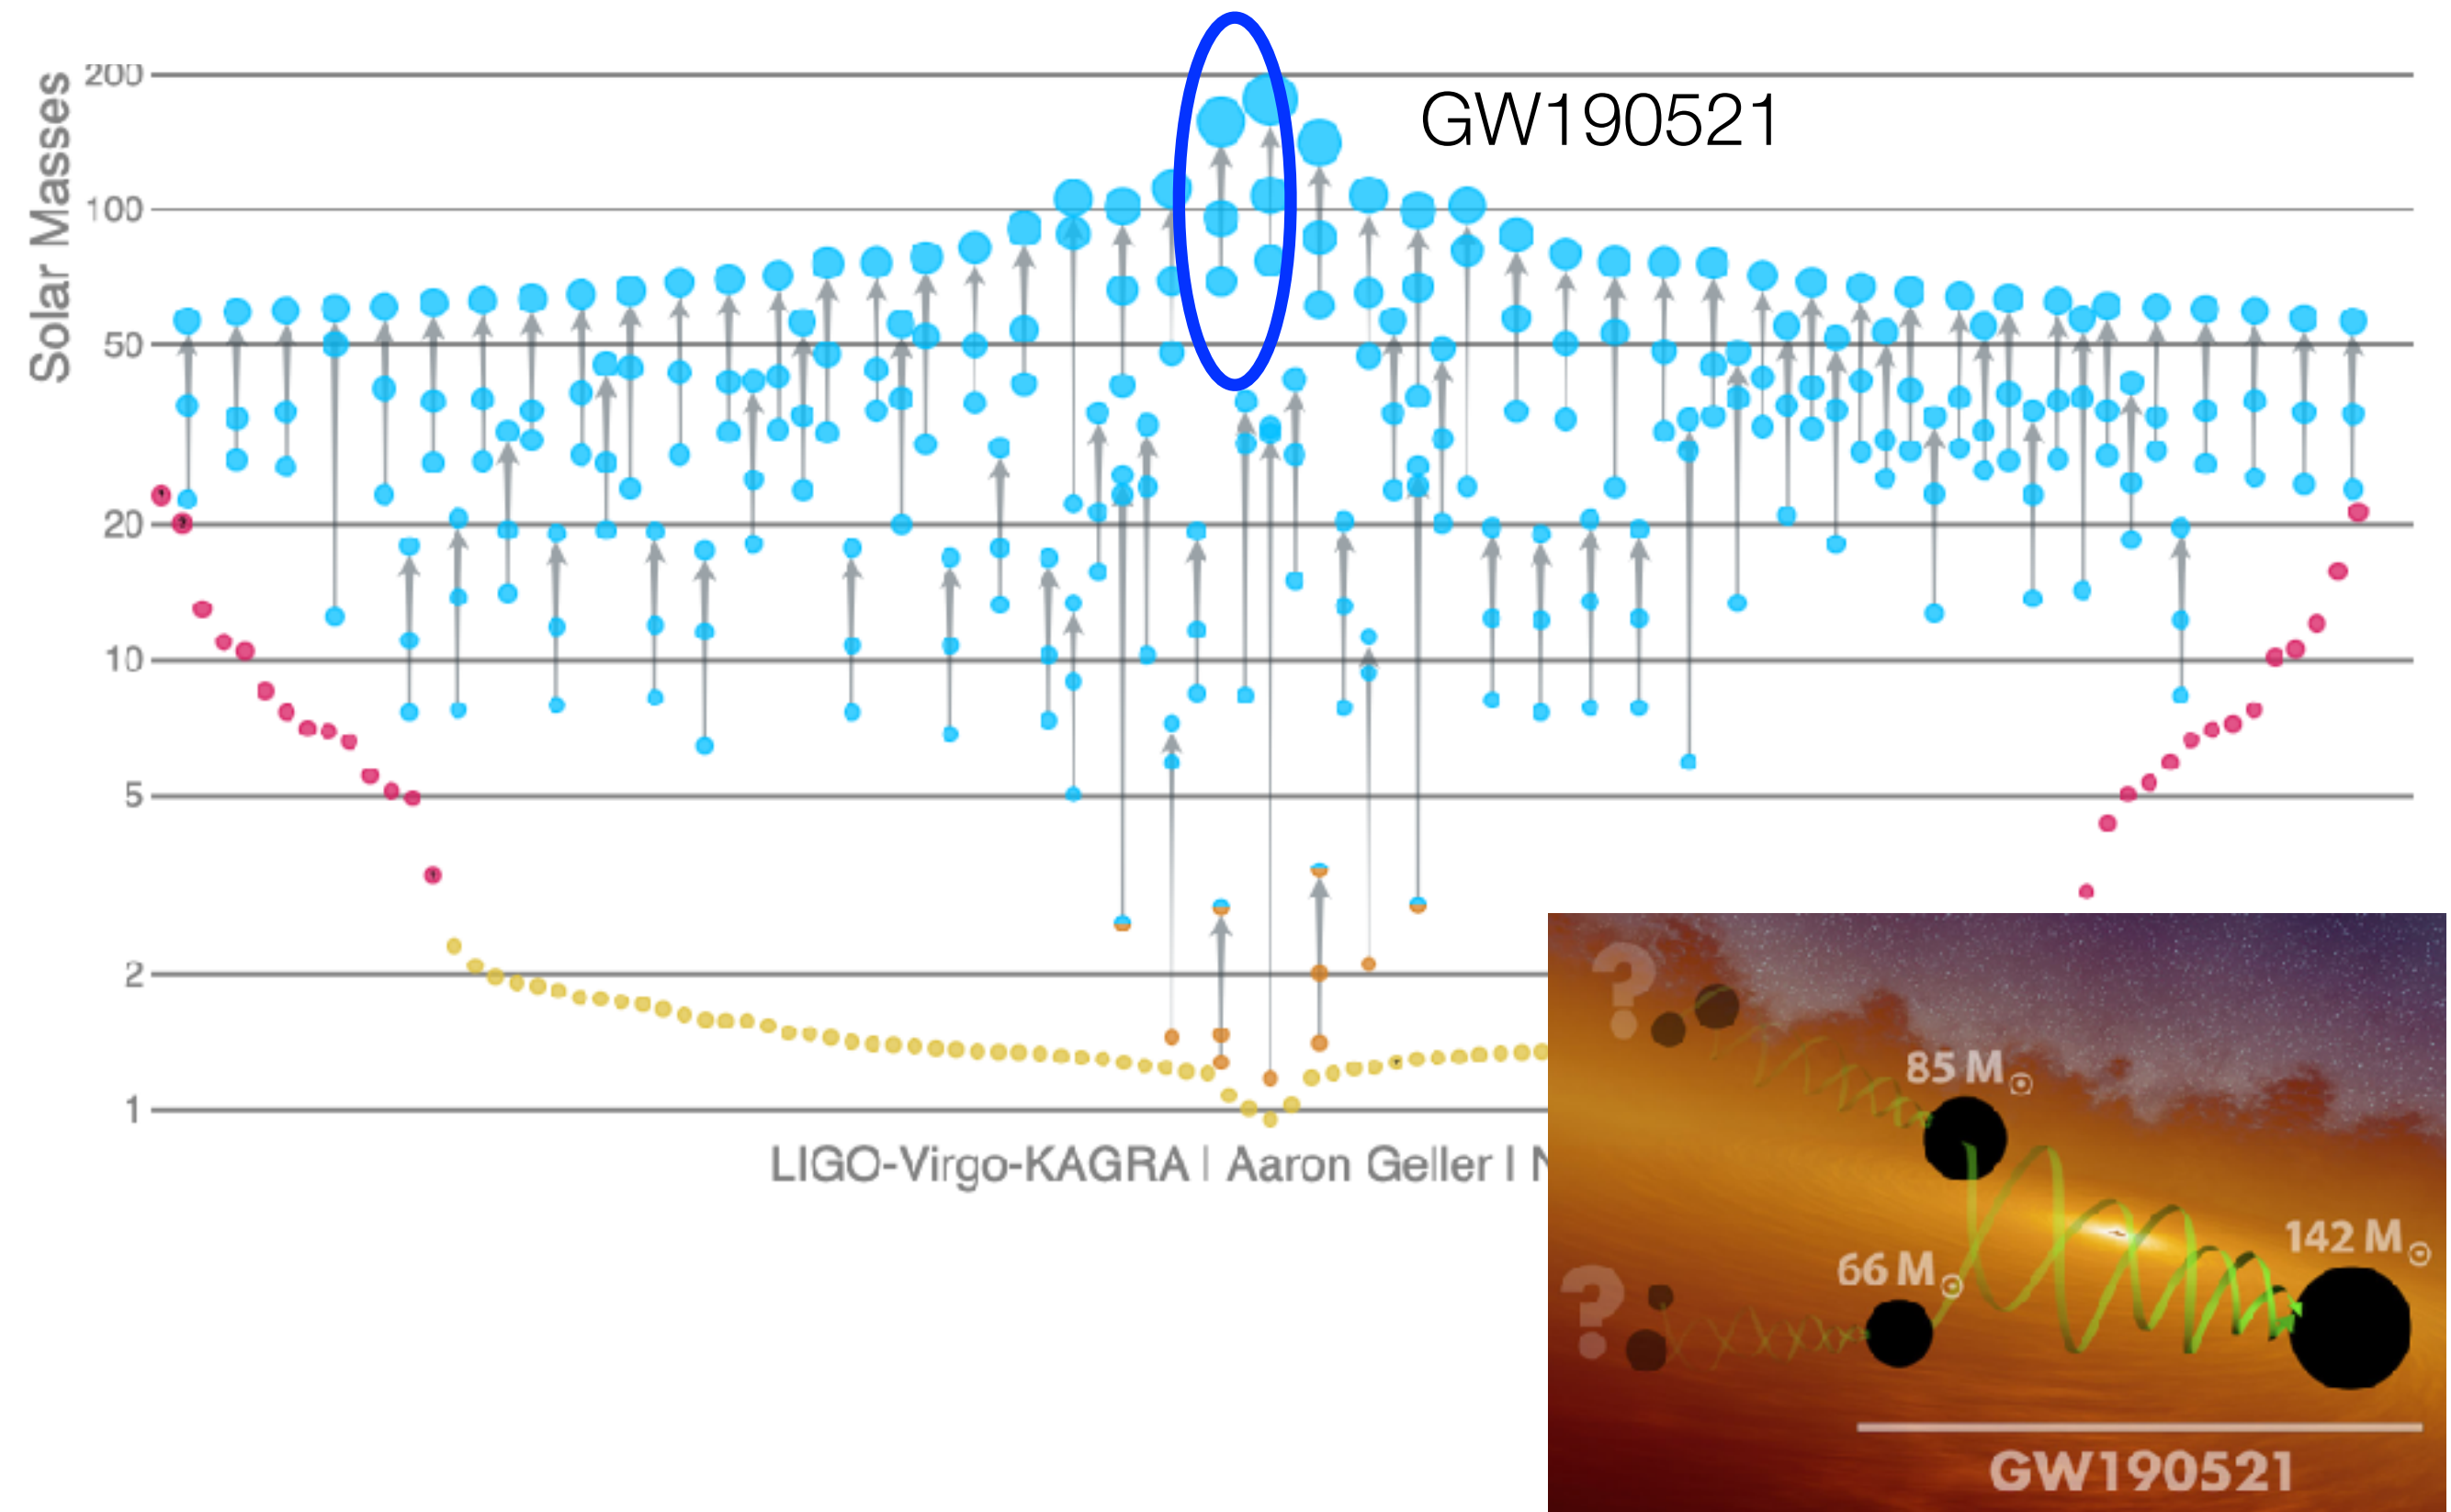 Solar Masses
200
GW190521
100
50
20
10
5
2
1
LIGO-Virgo-KAGRA | Aaron Geller | N
?
85 M☉
142 M☉
66 M☉
?
GW190521